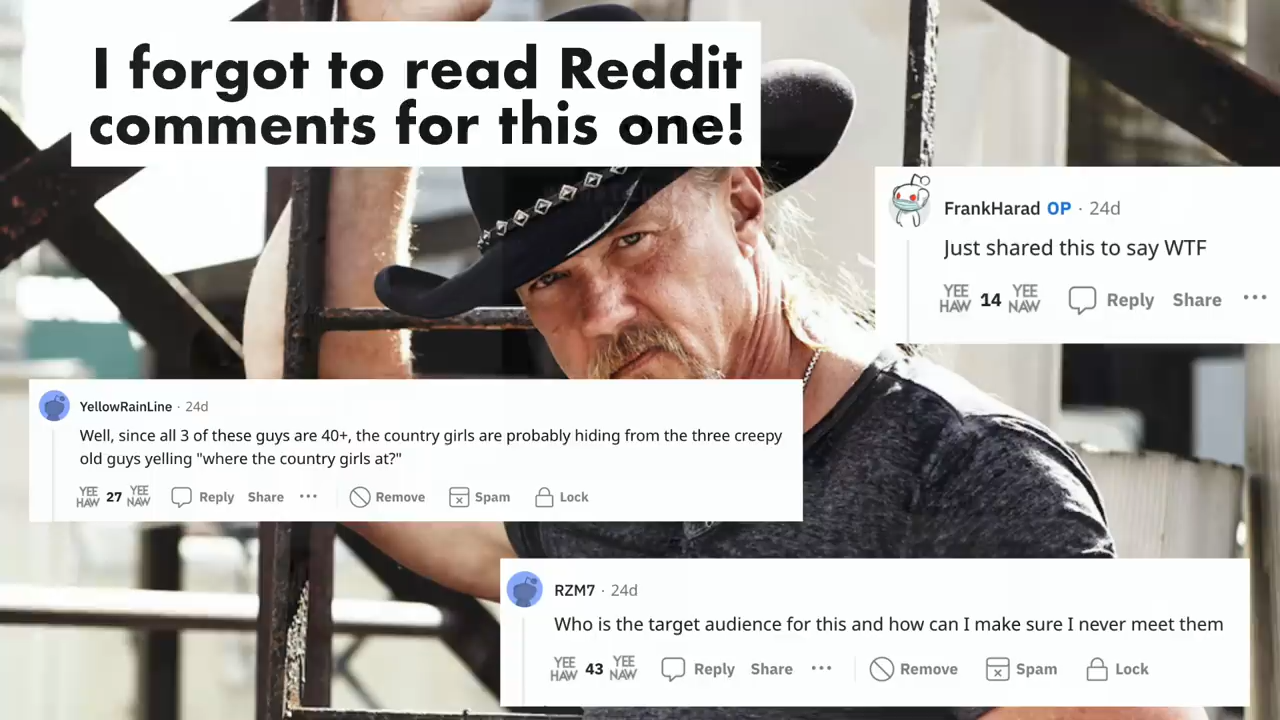 I forgot to read Reddit
comments for this one!
FrankHarad OP · 24d
Just shared this to say WTF
YEE HAW 14 YEE NAW Reply Share ···
YellowRainLine · 24d
Well, since all 3 of these guys are 40+, the country girls are probably hiding from the three creepy
old guys yelling "where the country girls at?"
YEE HAW 27 YEE NAW Reply Share ··· Remove Spam Lock
RZM7 · 24d
Who is the target audience for this and how can I make sure I never meet them
YEE HAW 43 YEE NAW Reply Share ··· Remove Spam Lock